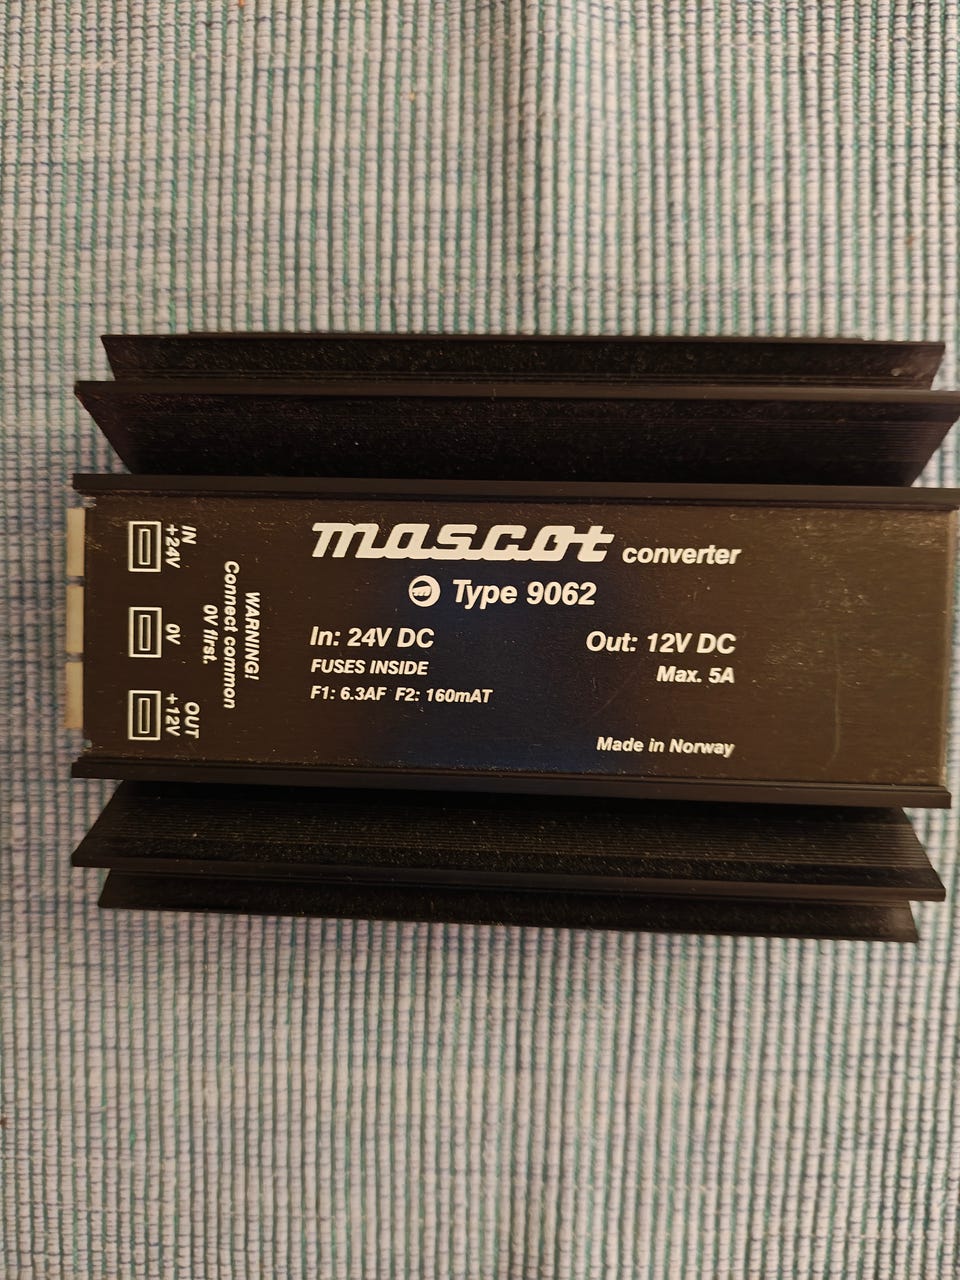 mascot converter
Type 9062
In: 24V DC
Out: 12V DC
FUSES INSIDE
Max. 5A
F1: 6.3AF F2: 160mAT
Made in Norway
WARNING!
Connect common
0V first.
IN
+24V
0V
OUT
+12V